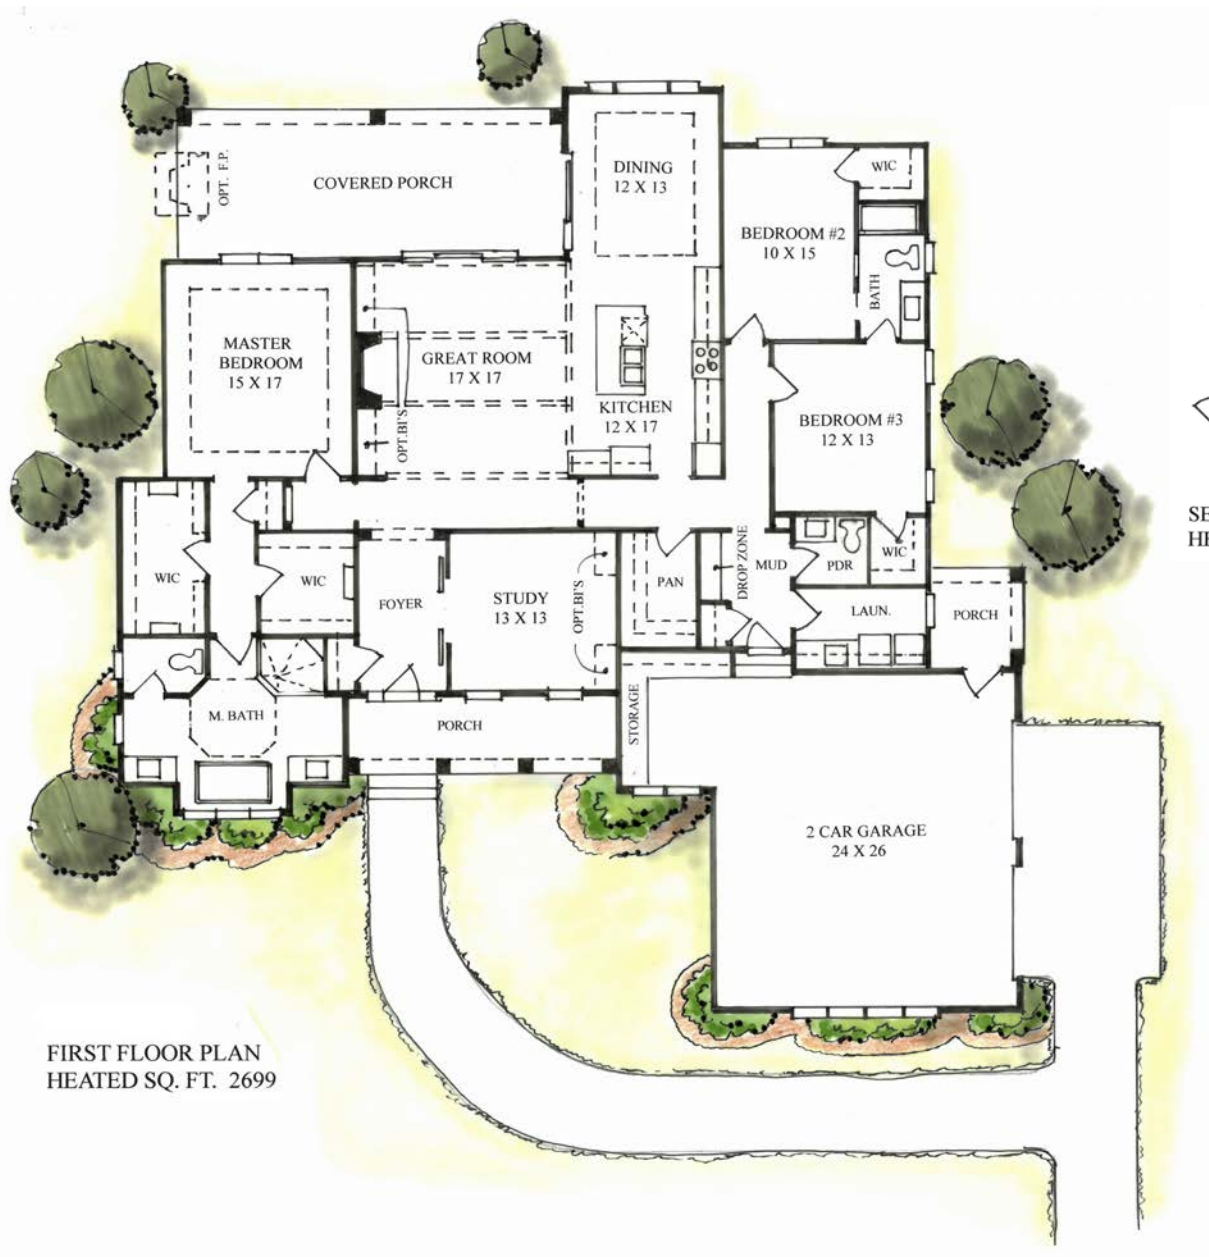 OPT. F.P.
COVERED PORCH
DINING
12 X 13
WIC
BEDROOM #2
10 X 15
BATH
MASTER
BEDROOM
15 X 17
GREAT ROOM
17 X 17
OPT.BI'S
KITCHEN
12 X 17
BEDROOM #3
12 X 13
SE
HE
WIC
WIC
FOYER
STUDY
13 X 13
OPT.BI'S
PAN
DROP ZONE
MUD
PDR
WIC
LAUN.
PORCH
M. BATH
PORCH
STORAGE
2 CAR GARAGE
24 X 26
FIRST FLOOR PLAN
HEATED SQ. FT. 2699